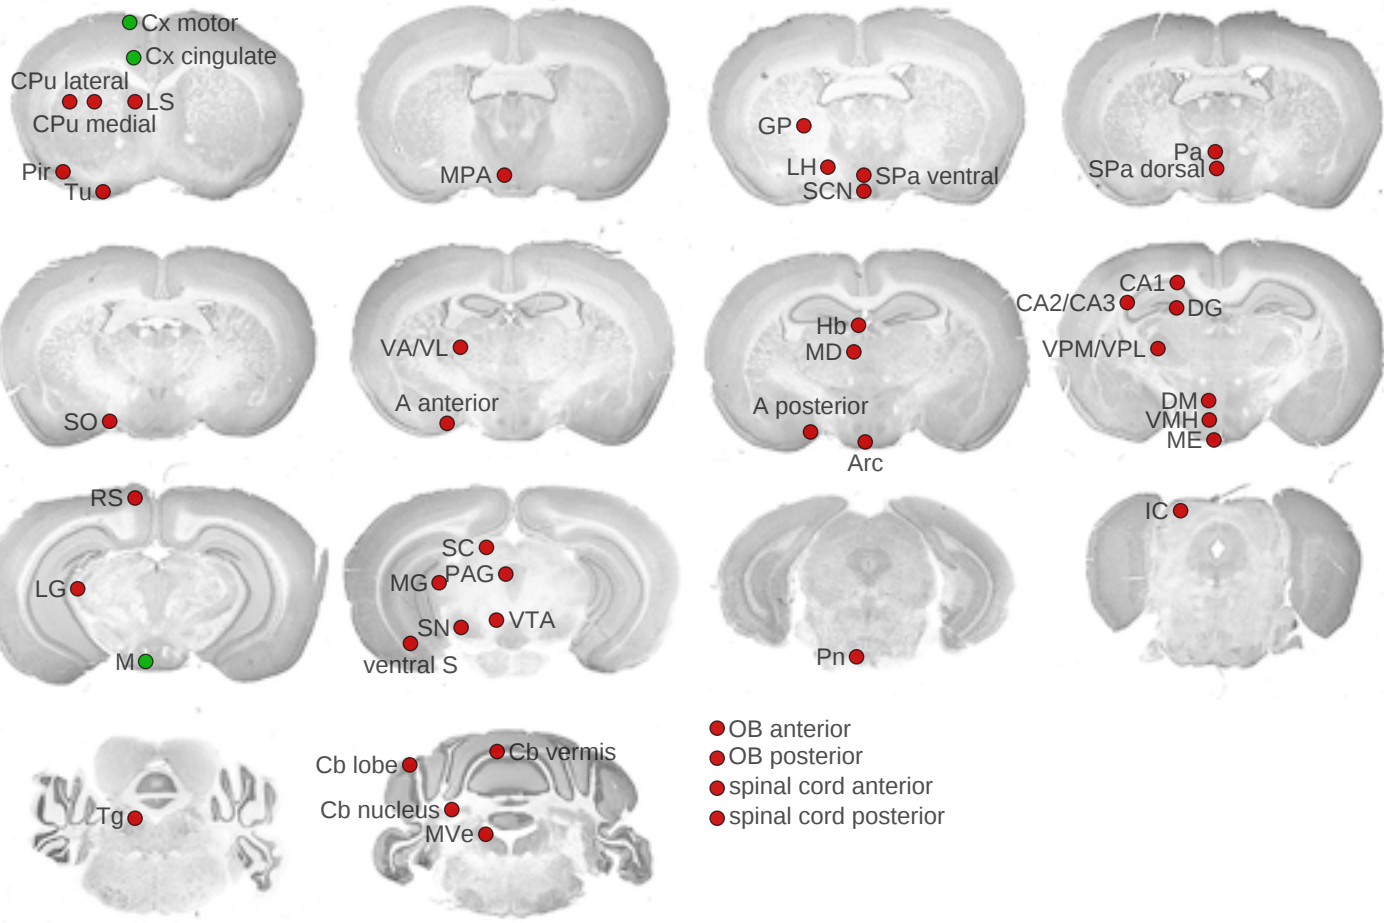 Cx motor
Cx cingulate
CPu lateral
LS
CPu medial
Pir
Tu
MPA
GP
LH
SPa ventral
SCN
Pa
SPa dorsal
SO
VA/VL
A anterior
Hb
MD
A posterior
Arc
CA1
CA2/CA3
DG
VPM/VPL
DM
VMH
ME
RS
LG
M
SC
MG
PAG
SN
VTA
ventral S
Pn
IC
Tg
Cb lobe
Cb vermis
Cb nucleus
MVe
OB anterior
OB posterior
spinal cord anterior
spinal cord posterior